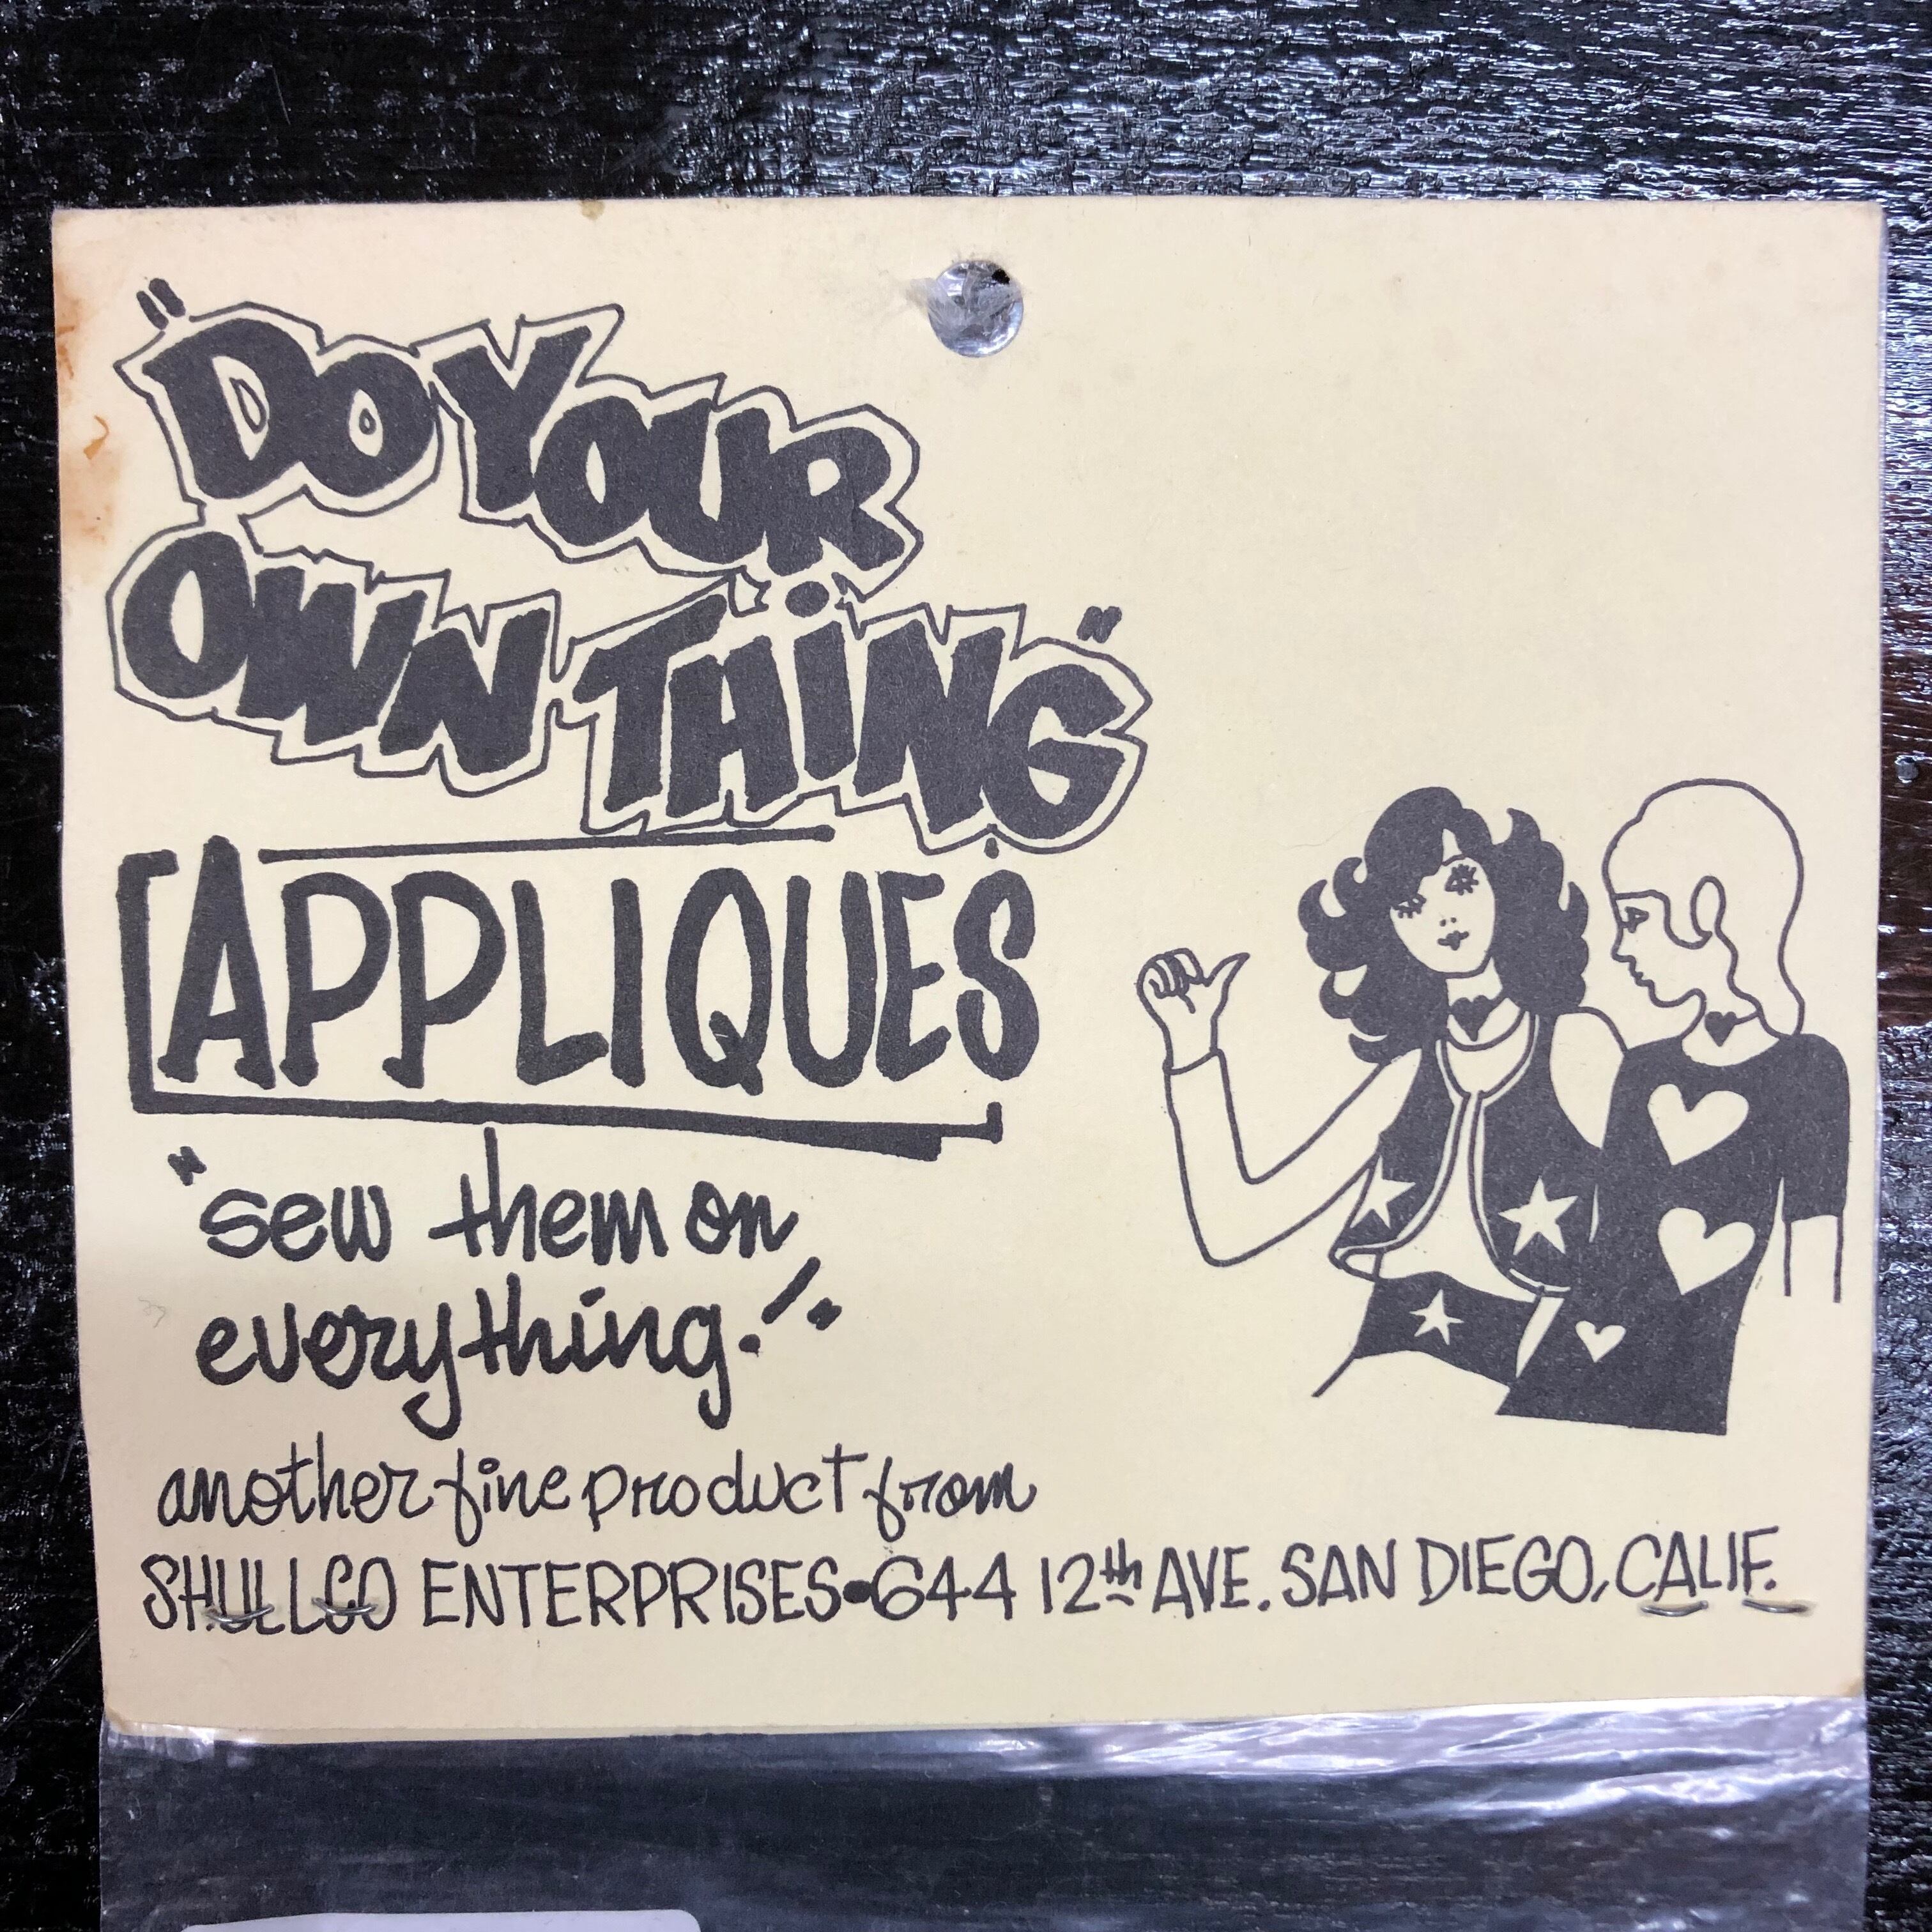 "DO YOUR
OWN THiNG"
APPLIQUES
"sew them on
everything!"
another fine product from
SHULLCO ENTERPRISES•644 12th AVE. SAN DIEGO, CALIF.